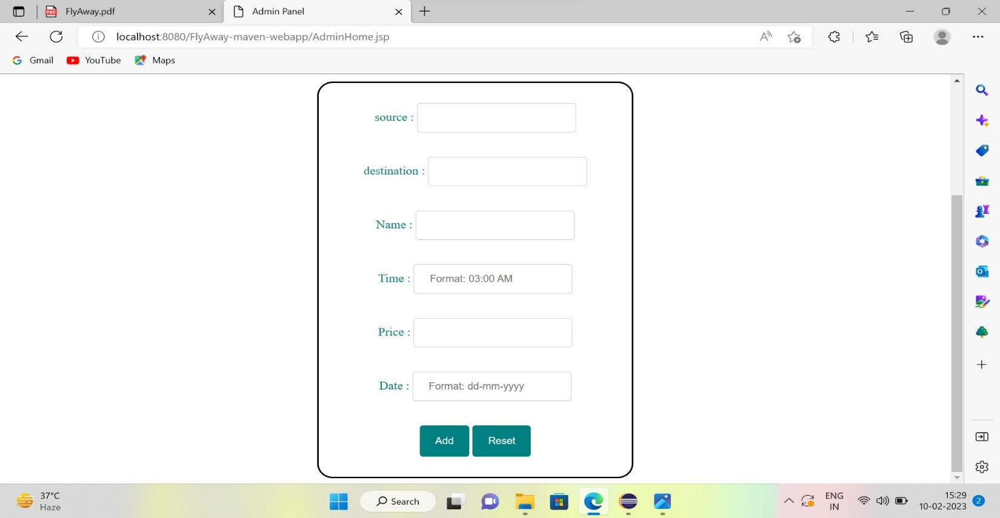 FlyAway.pdf
Admin Panel
localhost:8080/FlyAway-maven-webapp/AdminHome.jsp
Gmail
YouTube
Maps
source :
destination :
Name :
Time : Format: 03:00 AM
Price :
Date : Format: dd-mm-yyyy
Add Reset
37°C
Haze
Search
ENG
IN
15:29
10-02-2023
2